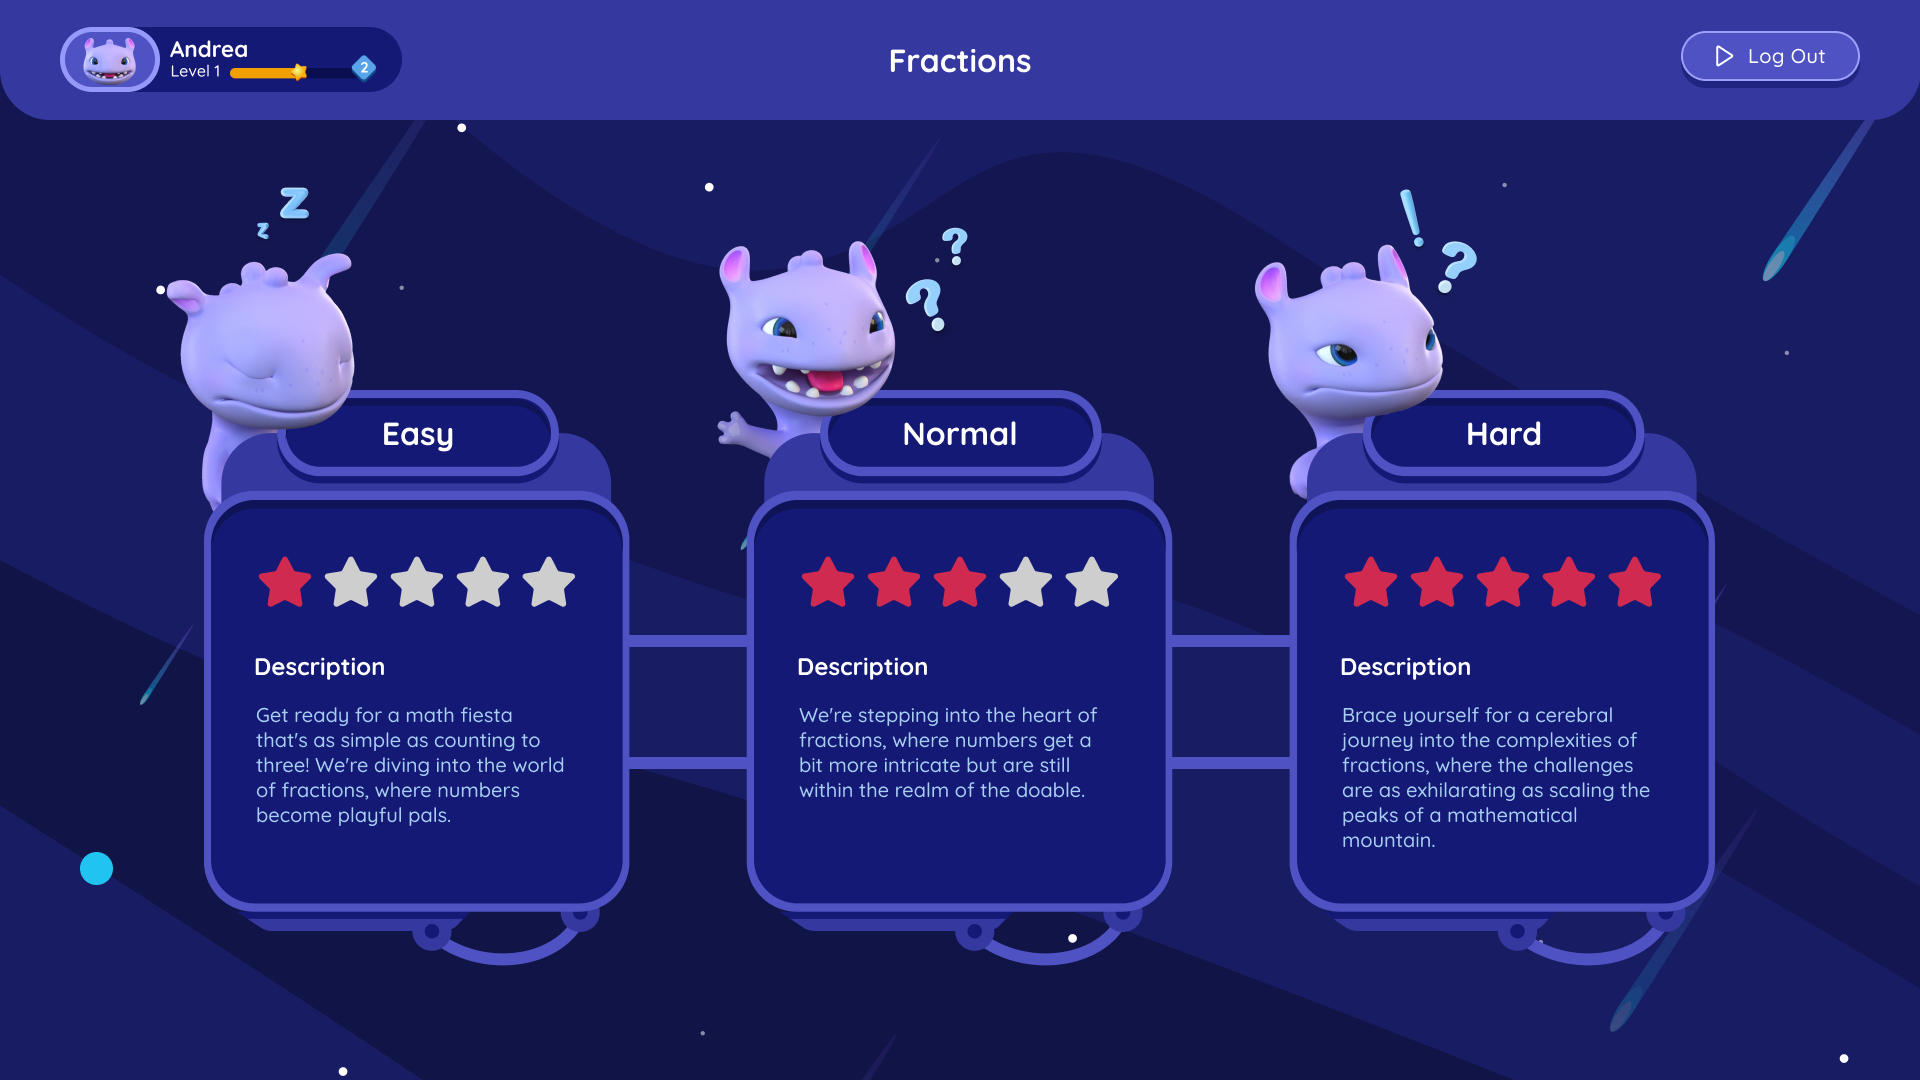 Andrea
Level 1
2
Fractions
Log Out
z
Z
?
?
!
?
Easy
Description
Get ready for a math fiesta
that's as simple as counting to
three! We're diving into the world
of fractions, where numbers
become playful pals.
Normal
Description
We're stepping into the heart of
fractions, where numbers get a
bit more intricate but are still
within the realm of the doable.
Hard
Description
Brace yourself for a cerebral
journey into the complexities of
fractions, where the challenges
are as exhilarating as scaling the
peaks of a mathematical
mountain.